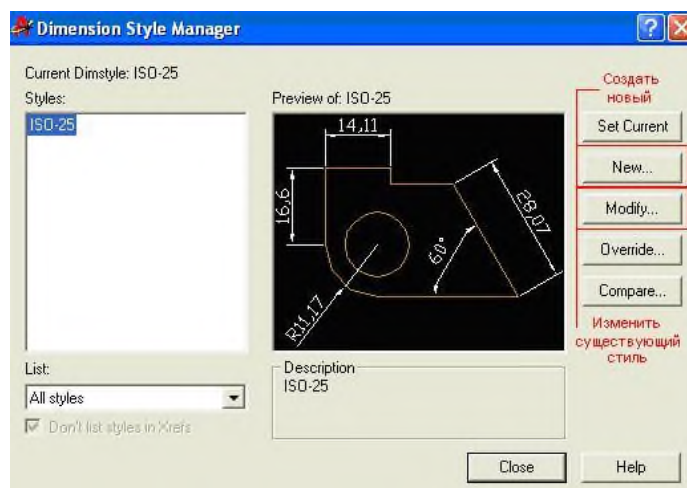 Dimension Style Manager
Current Dimstyle: ISO-25
Styles:
ISO-25
Preview of: ISO-25
14,11
16,6
28,07
60°
R11,17
Создать
новый
Set Current
New...
Modify...
Override...
Compare...
Изменить
существующий
стиль
List:
All styles
Don't list styles in Xrefs
Description
ISO-25
Close
Help